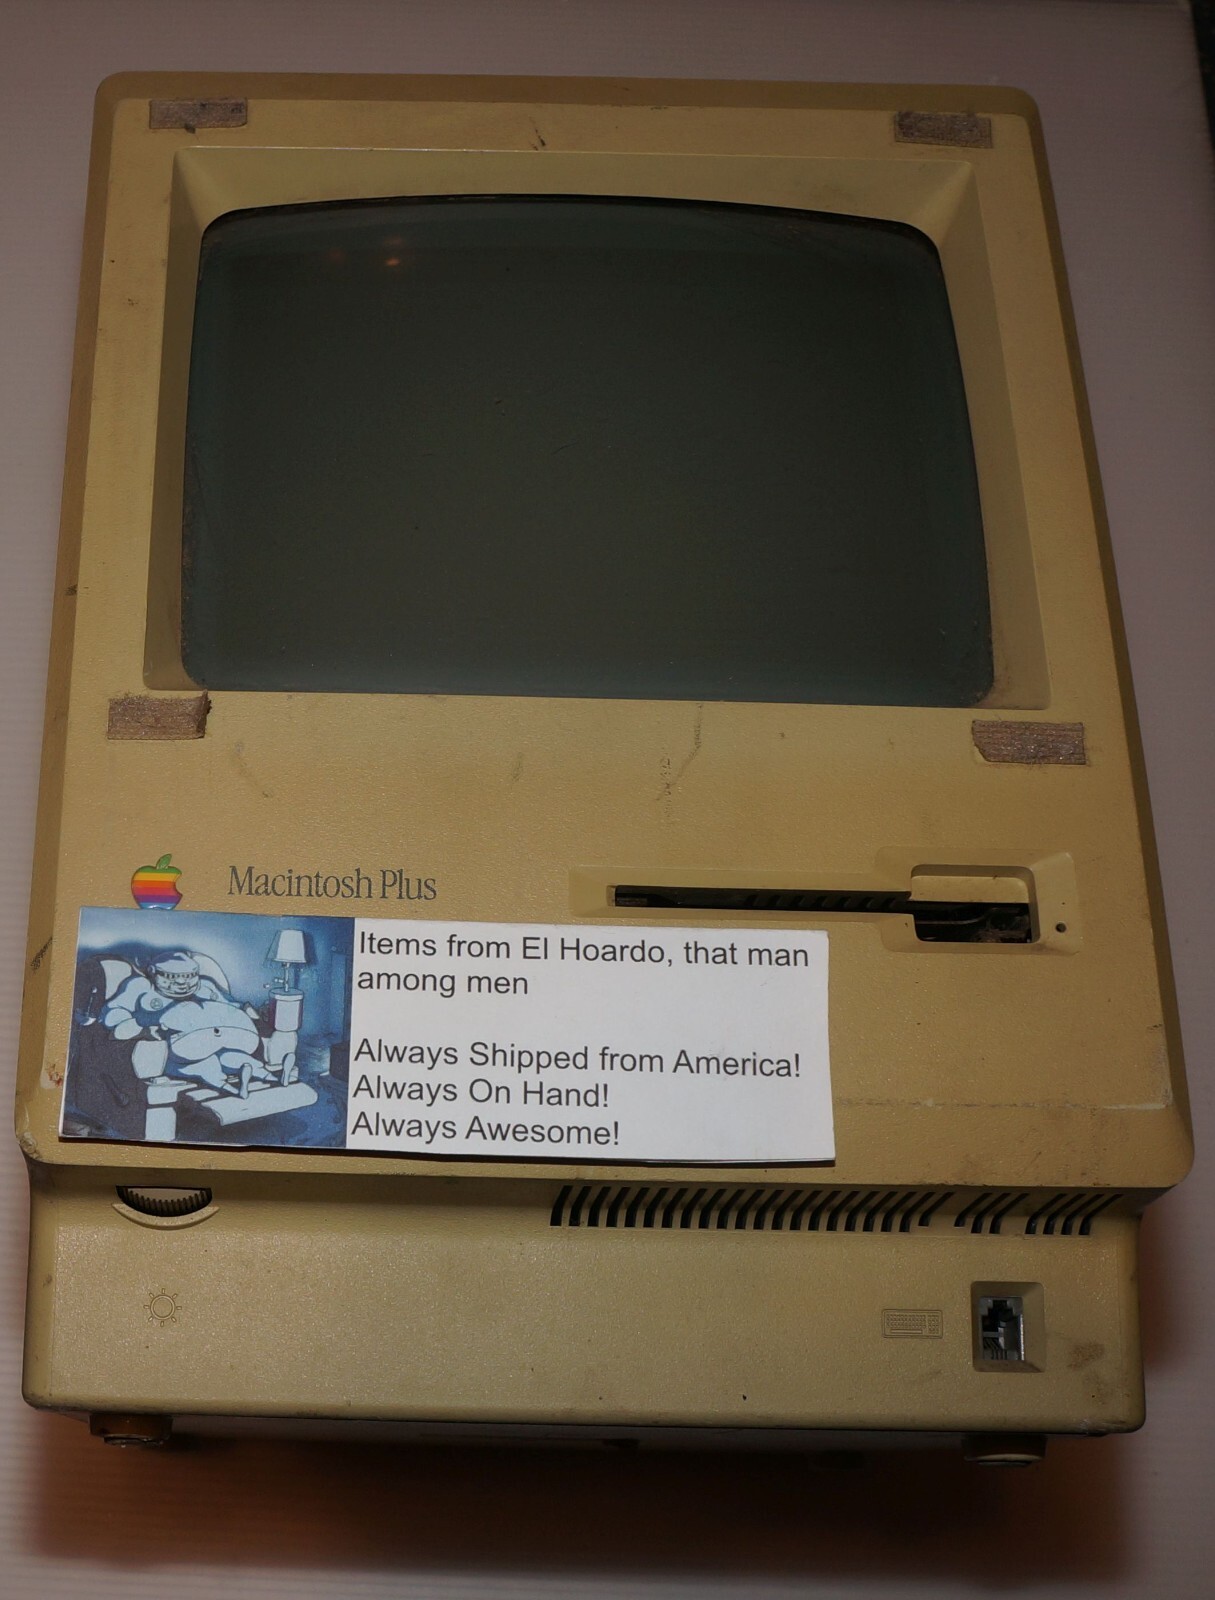 Macintosh Plus
Items from El Hoardo, that man
among men
Always Shipped from America!
Always On Hand!
Always Awesome!